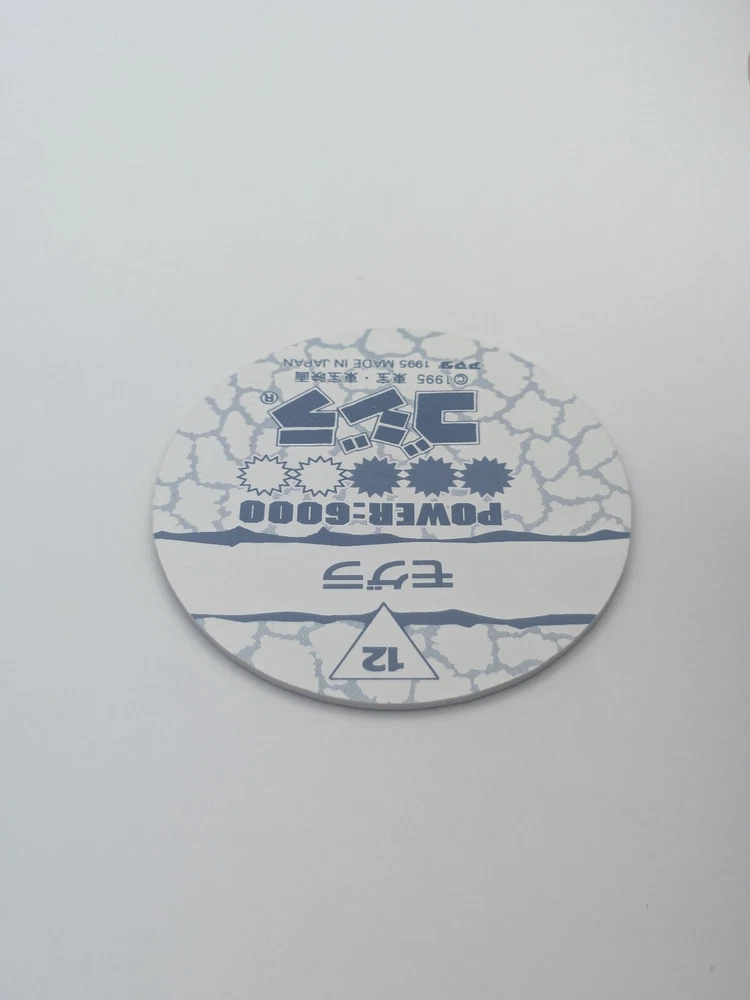 12
モゲラ
POWER:6000
ゴジラ®
©1995 東宝・東宝映画
アマダ 1995 MADE IN JAPAN